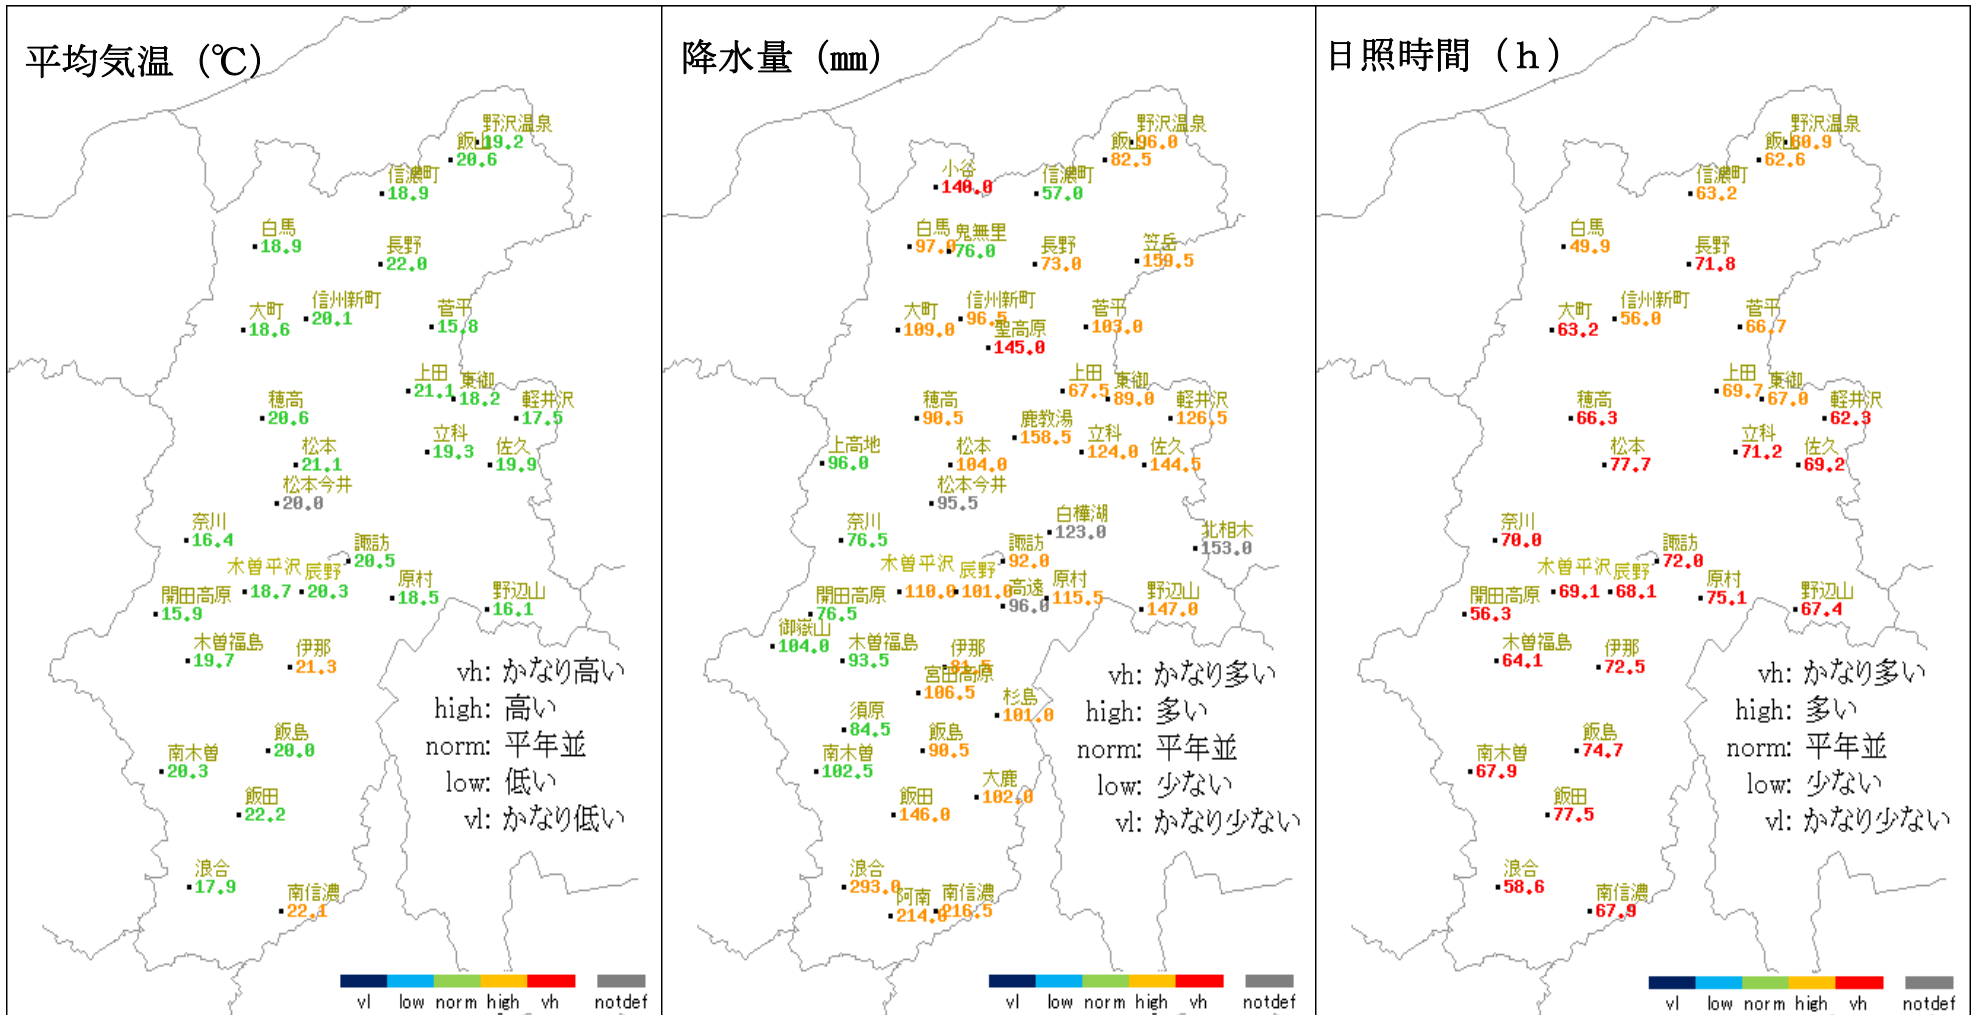 平均気温 (℃)
野沢温泉
19.2
飯山
20.6
信濃町
18.9
白馬
18.9
長野
22.0
信州新町
20.1
大町
18.6
菅平
15.8
上田
21.1
東御
18.2
穂高
20.6
軽井沢
17.5
松本
21.1
立科
19.3
佐久
19.9
松本今井
20.0
奈川
16.4
諏訪
20.5
木曽平沢
18.7
辰野
20.3
原村
18.5
開田高原
15.9
野辺山
16.1
木曽福島
19.7
伊那
21.3
vh: かなり高い
high: 高い
norm: 平年並
low: 低い
vl: かなり低い
飯島
20.0
南木曽
20.3
飯田
22.2
浪合
17.9
南信濃
22.1
vl low norm high vh notdef
降水量 (mm)
野沢温泉
96.0
飯山
82.5
小谷
140.0
信濃町
57.0
白馬
97.0
鬼無里
76.0
長野
73.0
笠岳
159.5
信州新町
96.5
大町
109.0
菅平
103.0
聖高原
145.0
上田
67.5
東御
89.0
穂高
90.5
軽井沢
126.5
鹿教湯
158.5
上高地
96.0
松本
104.0
立科
124.0
佐久
144.5
松本今井
95.5
奈川
76.5
白樺湖
123.0
北相木
153.0
諏訪
92.0
木曽平沢
110.0
辰野
101.0
高遠
96.0
原村
115.5
開田高原
76.5
野辺山
147.0
御嶽山
104.0
木曽福島
93.5
伊那
81.5
宮田高原
106.5
杉島
101.0
vh: かなり多い
high: 多い
norm: 平年並
low: 少ない
vl: かなり少ない
須原
84.5
飯島
90.5
南木曽
102.5
大鹿
102.0
飯田
146.0
浪合
293.0
阿南
214.0
南信濃
216.5
vl low norm high vh notdef
日照時間 (ｈ)
野沢温泉
60.9
飯山
62.6
信濃町
63.2
白馬
49.9
長野
71.8
信州新町
56.0
大町
63.2
菅平
66.7
上田
69.7
東御
67.0
穂高
66.3
軽井沢
62.3
松本
77.7
立科
71.2
佐久
69.2
奈川
70.0
諏訪
72.0
木曽平沢
69.1
辰野
68.1
原村
75.1
開田高原
56.3
野辺山
67.4
木曽福島
64.1
伊那
72.5
vh: かなり多い
high: 多い
norm: 平年並
low: 少ない
vl: かなり少ない
飯島
74.7
南木曽
67.9
飯田
77.5
浪合
58.6
南信濃
67.9
vl low norm high vh notdef